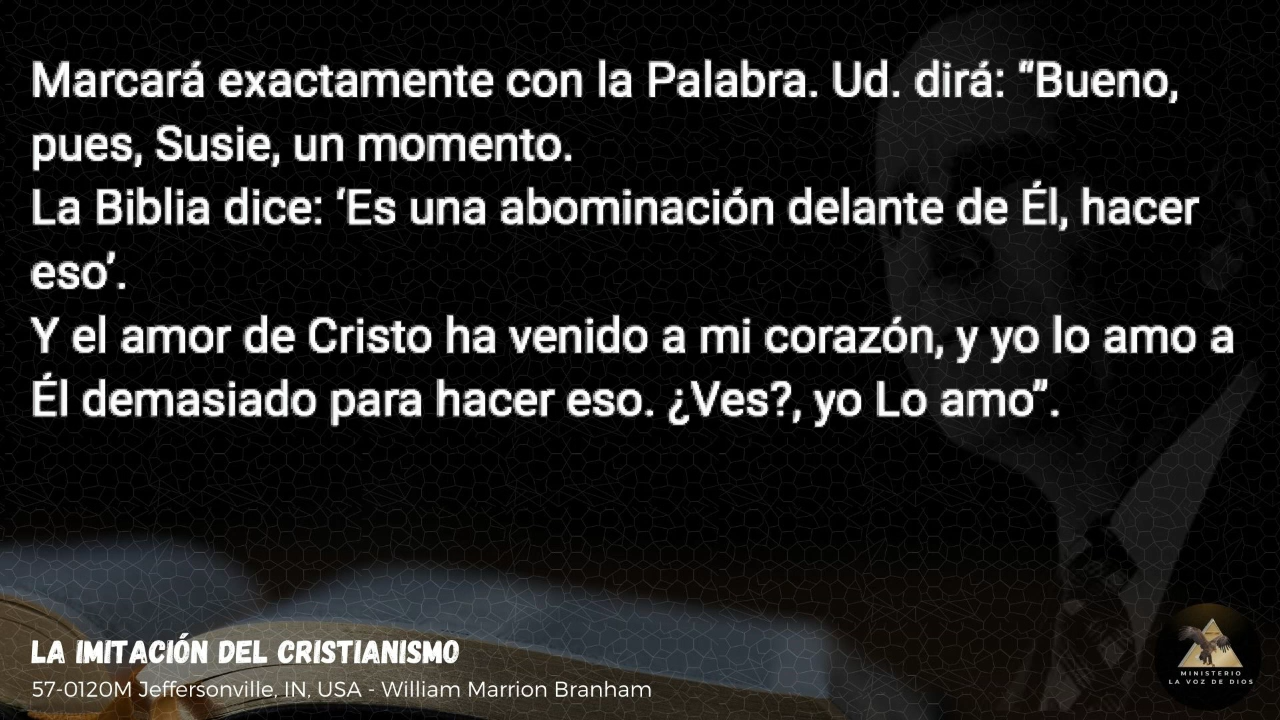 Marcará exactamente con la Palabra. Ud. dirá: “Bueno,
pues, Susie, un momento.
La Biblia dice: ‘Es una abominación delante de Él, hacer
eso’.
Y el amor de Cristo ha venido a mi corazón, y yo lo amo a
Él demasiado para hacer eso. ¿Ves?, yo Lo amo”.
LA IMITACIÓN DEL CRISTIANISMO
57-0120M Jeffersonville, IN, USA - William Marrion Branham
MINISTERIO
LA VOZ DE DIOS